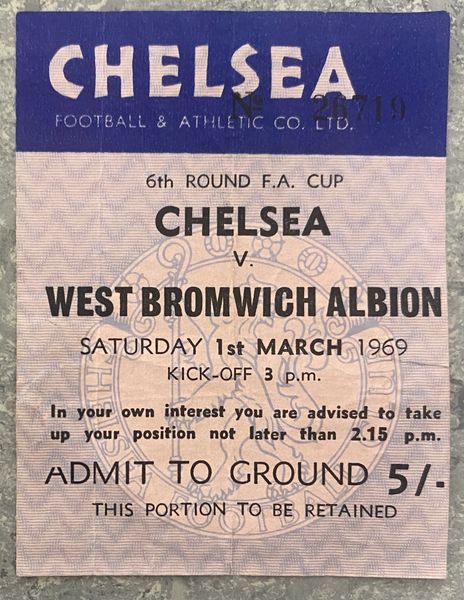 CHELSEA
No 28719
FOOTBALL & ATHLETIC CO. LTD.
6th ROUND F.A. CUP
CHELSEA
V.
WEST BROMWICH ALBION
SATURDAY 1st MARCH 1969
KICK-OFF 3 p.m.
In your own interest you are advised to take
up your position not later than 2.15 p.m.
ADMIT TO GROUND 5/-
THIS PORTION TO BE RETAINED